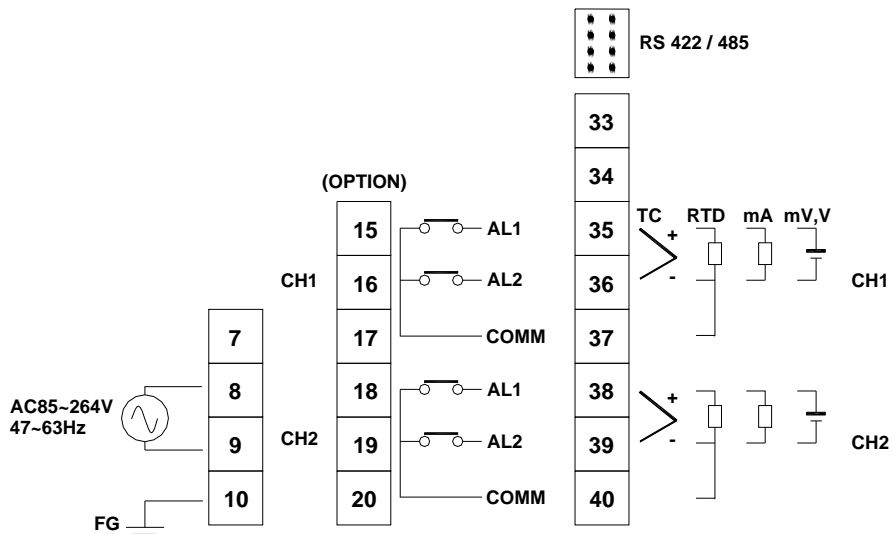 RS 422 / 485
33
34
(OPTION)
TC RTD mA mV,V
15 AL1 35 +
CH1 16 AL2 36 - CH1
7 17 COMM 37
AC85~264V
47~63Hz
8 18 AL1 38 +
9 CH2 19 AL2 39 - CH2
10 20 COMM 40
FG